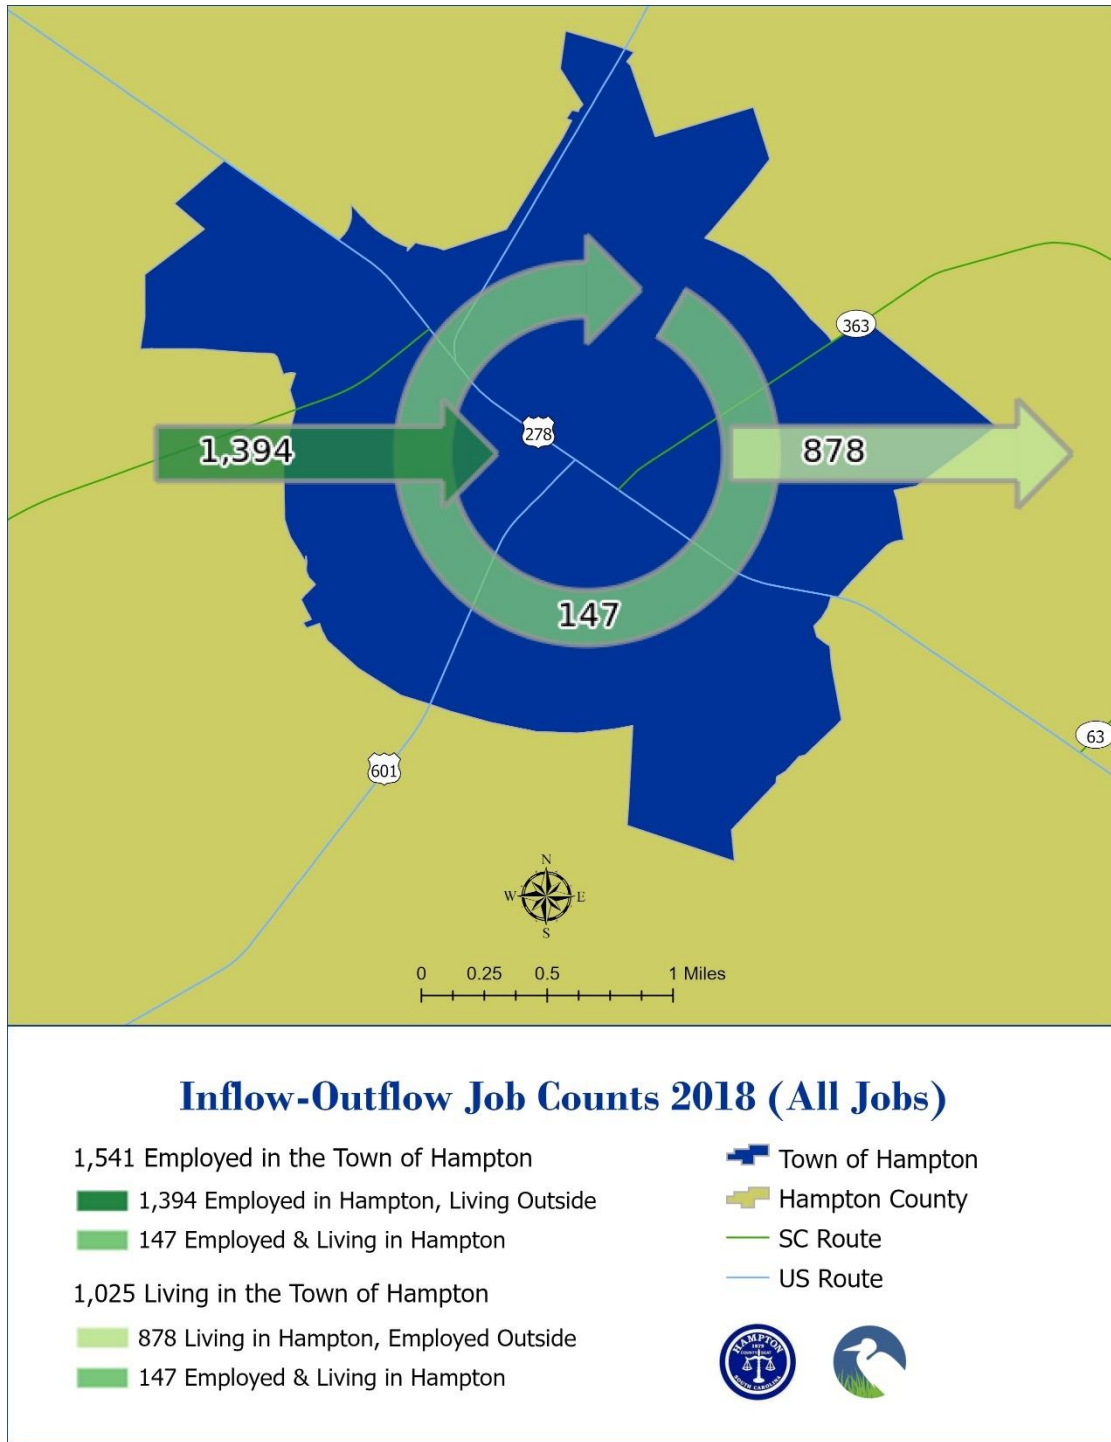 363
1,394
278
878
147
63
601
N
W E
S
0 0.25 0.5 1 Miles
Inflow-Outflow Job Counts 2018 (All Jobs)
1,541 Employed in the Town of Hampton
1,394 Employed in Hampton, Living Outside
147 Employed & Living in Hampton
1,025 Living in the Town of Hampton
878 Living in Hampton, Employed Outside
147 Employed & Living in Hampton
Town of Hampton
Hampton County
SC Route
US Route
HAMPTON
1879
COUNTY SEAT
SOUTH CAROLINA